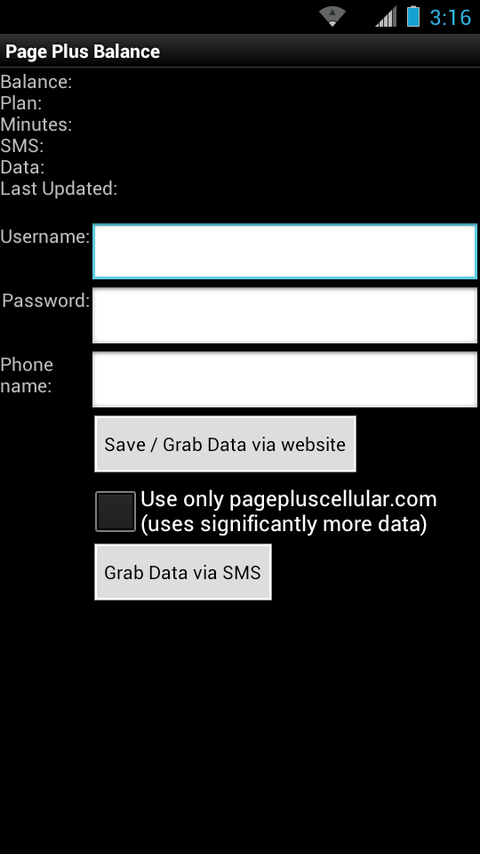 3:16
Page Plus Balance
Balance:
Plan:
Minutes:
SMS:
Data:
Last Updated:
Username:
Password:
Phone
name:
Save / Grab Data via website
Use only pagepluscellular.com
(uses significantly more data)
Grab Data via SMS